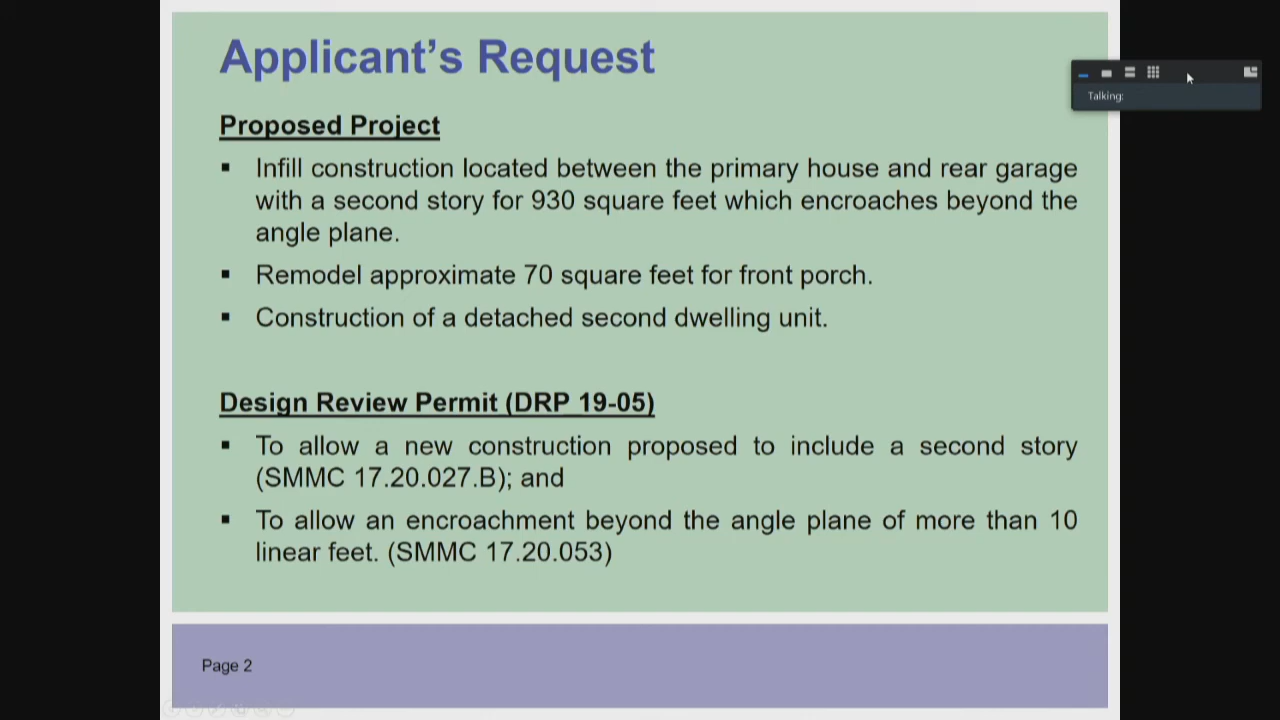 Applicant's Request
Talking:
Proposed Project
▪ Infill construction located between the primary house and rear garage
with a second story for 930 square feet which encroaches beyond the
angle plane.
▪ Remodel approximate 70 square feet for front porch.
▪ Construction of a detached second dwelling unit.
Design Review Permit (DRP 19-05)
▪ To allow a new construction proposed to include a second story
(SMMC 17.20.027.B); and
▪ To allow an encroachment beyond the angle plane of more than 10
linear feet. (SMMC 17.20.053)
Page 2